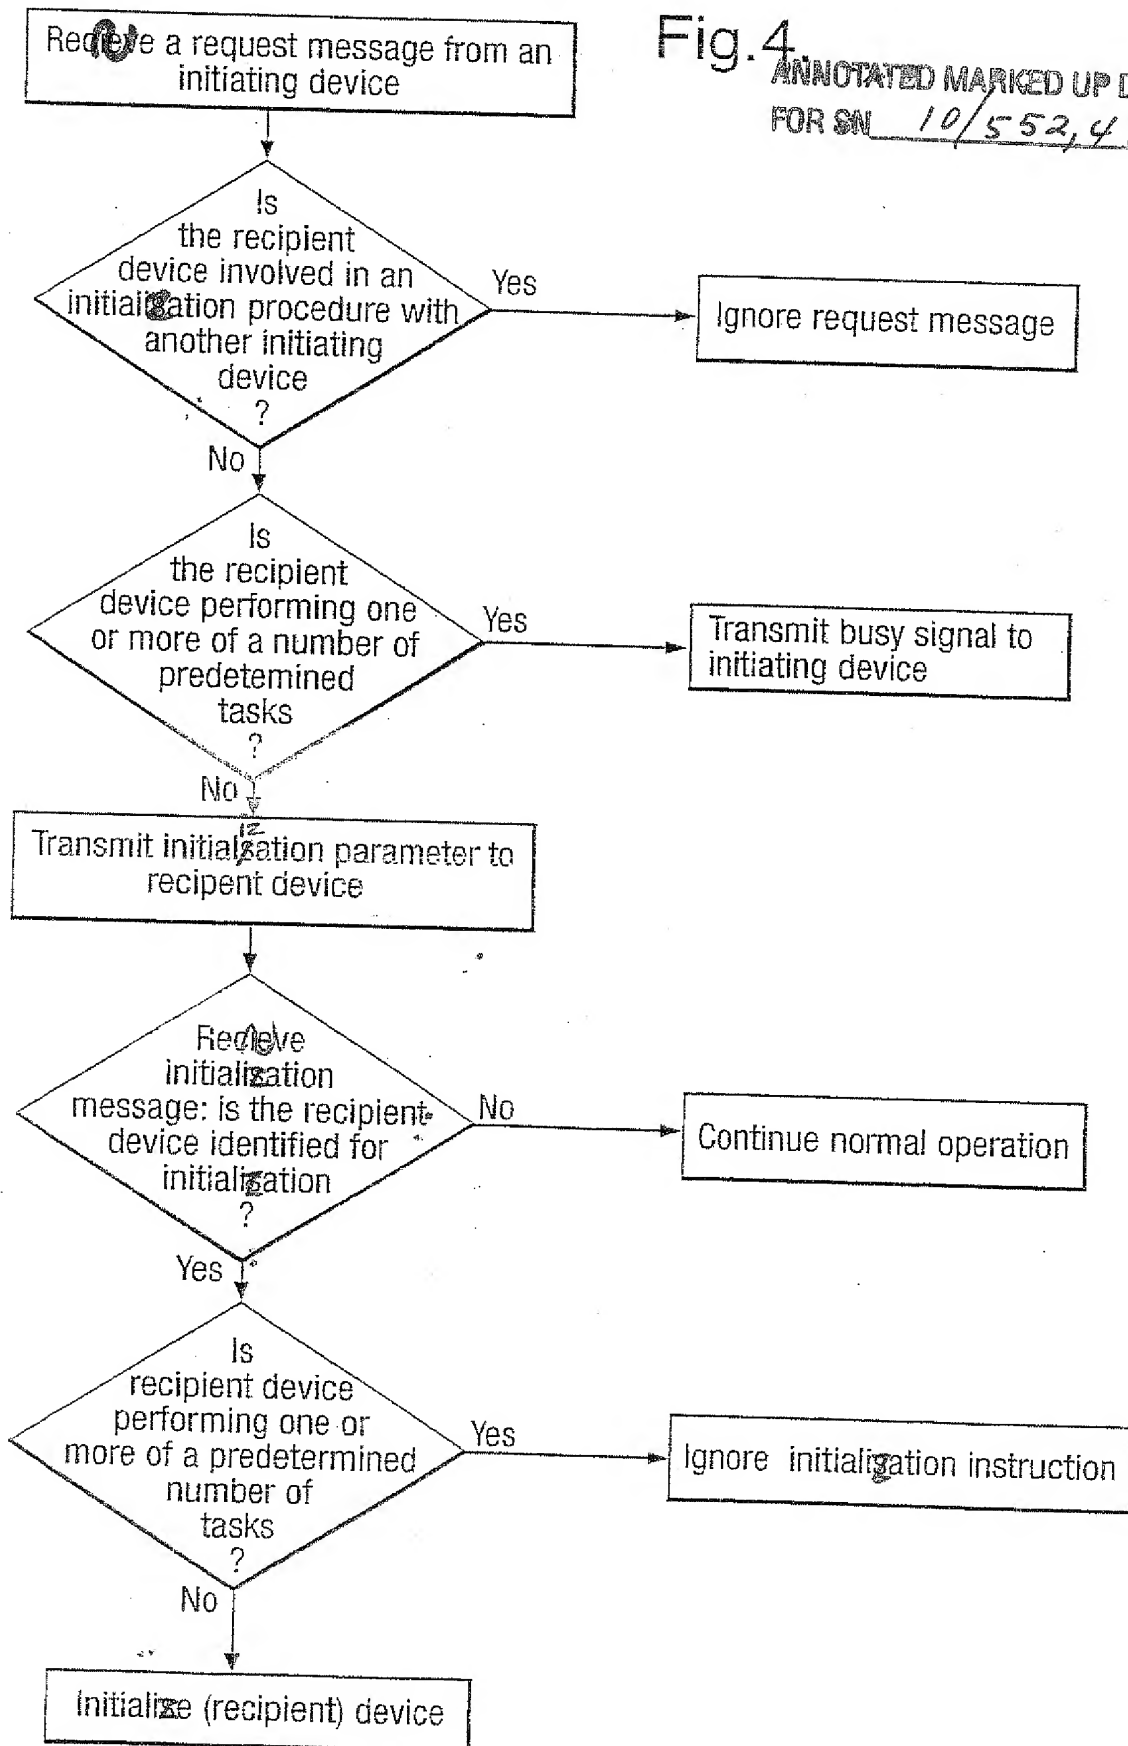 Fig.4
ANNOTATED MARKED UP D
FOR SN 10/552,4
Recieve a request message from an
initiating device
Is
the recipient
device involved in an
initialization procedure with
another initiating
device
?
Yes
Ignore request message
No
Is
the recipient
device performing one
or more of a number of
predetemined
tasks
?
Yes
Transmit busy signal to
initiating device
No
Transmit initialization parameter to
recipent device
Recieve
initialization
message: is the recipient
device identified for
initialization
?
No
Continue normal operation
Yes
Is
recipient device
performing one or
more of a predetermined
number of
tasks
?
Yes
Ignore initialization instruction
No
Initialize (recipient) device